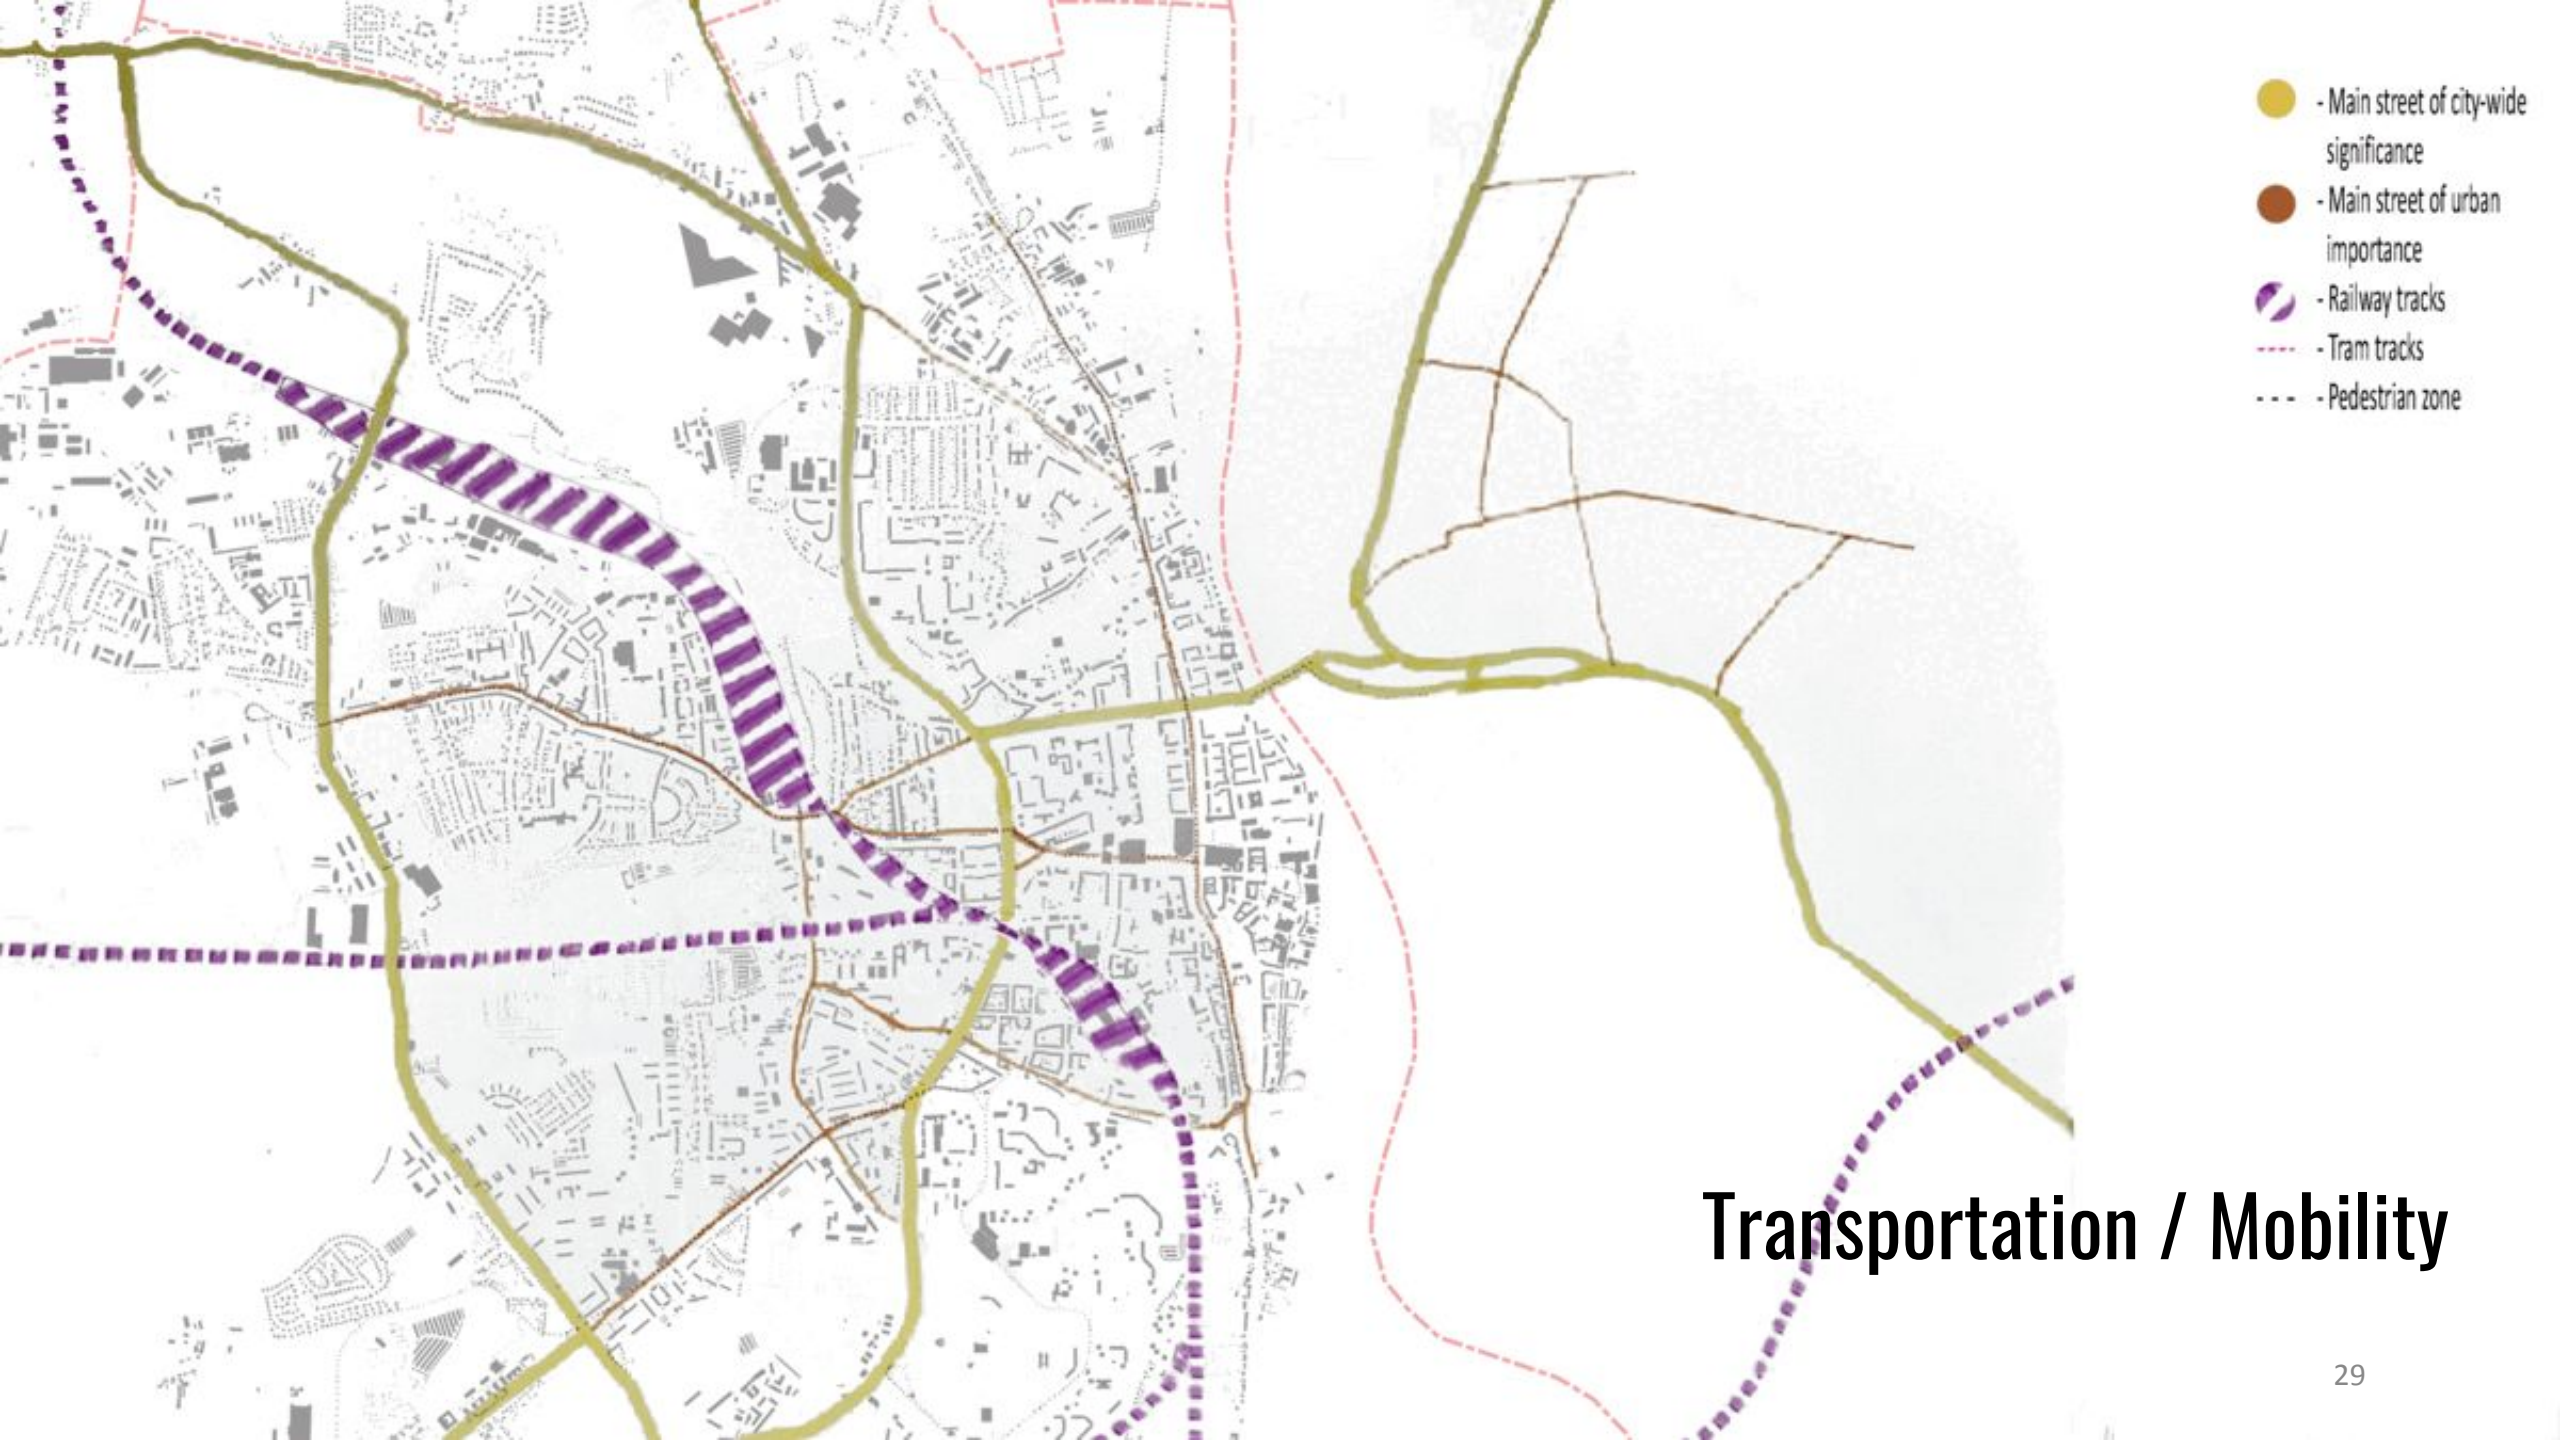 - Main street of city-wide
significance
- Main street of urban
importance
- Railway tracks
- Tram tracks
- Pedestrian zone
Transportation / Mobility
29